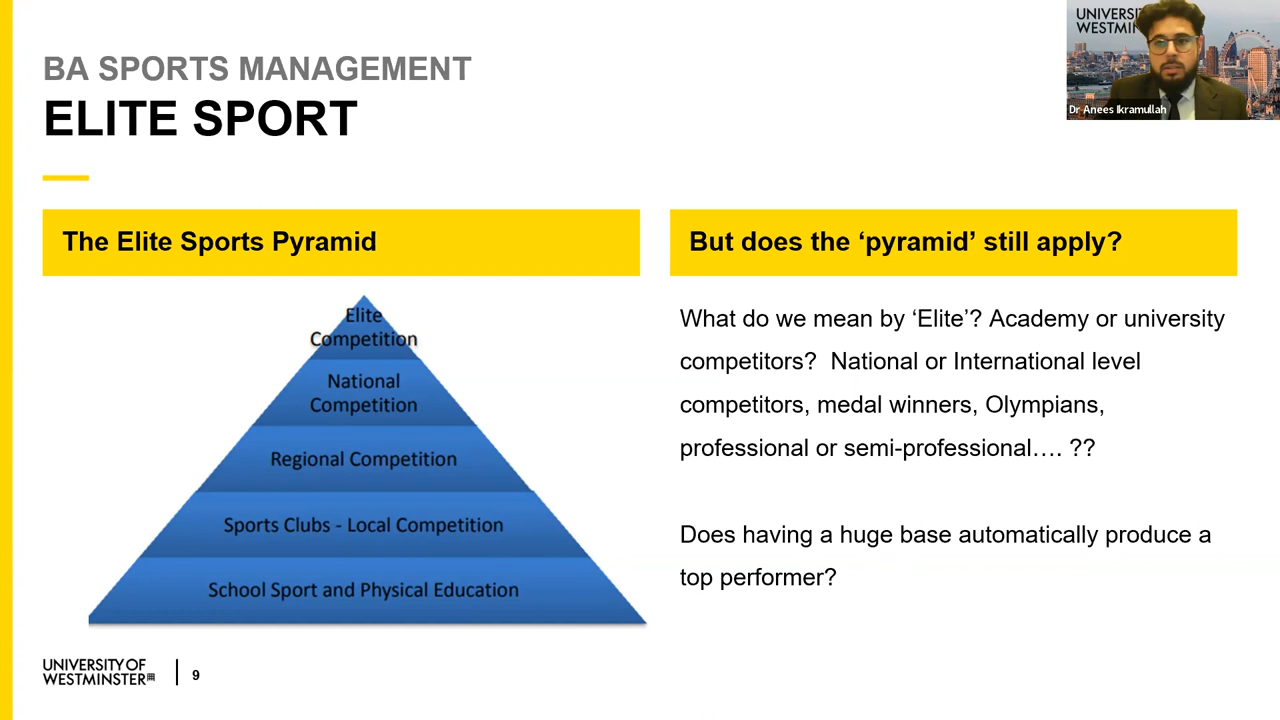 BA SPORTS MANAGEMENT
ELITE SPORT
UNIVERSI
WESTMIN
Dr Anees Ikramullah
The Elite Sports Pyramid
Elite
Competition
National
Competition
Regional Competition
Sports Clubs - Local Competition
School Sport and Physical Education
But does the ‘pyramid’ still apply?
What do we mean by ‘Elite’? Academy or university
competitors?  National or International level
competitors, medal winners, Olympians,
professional or semi-professional…. ??
Does having a huge base automatically produce a
top performer?
UNIVERSITY OF
WESTMINSTER
9